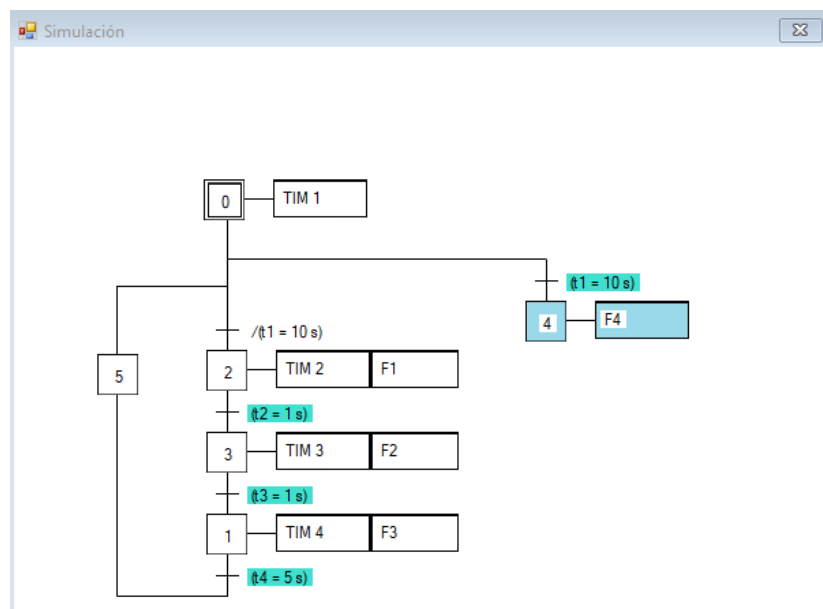 Simulación
0 TIM 1
(t1 = 10 s)
4 F4
/(t1 = 10 s)
5
2 TIM 2 F1
(t2 = 1 s)
3 TIM 3 F2
(t3 = 1 s)
1 TIM 4 F3
(t4 = 5 s)